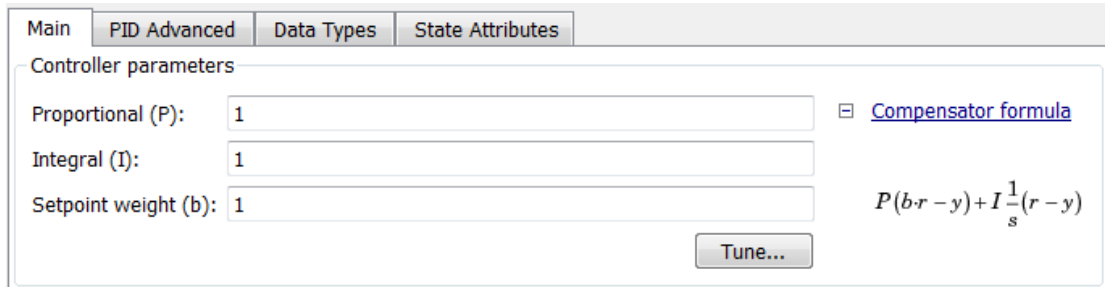 Main PID Advanced Data Types State Attributes
Controller parameters
Proportional (P): 1
⊟ Compensator formula
Integral (I): 1
Setpoint weight (b): 1
P(b·r − y)+I 1/s (r − y)
Tune...